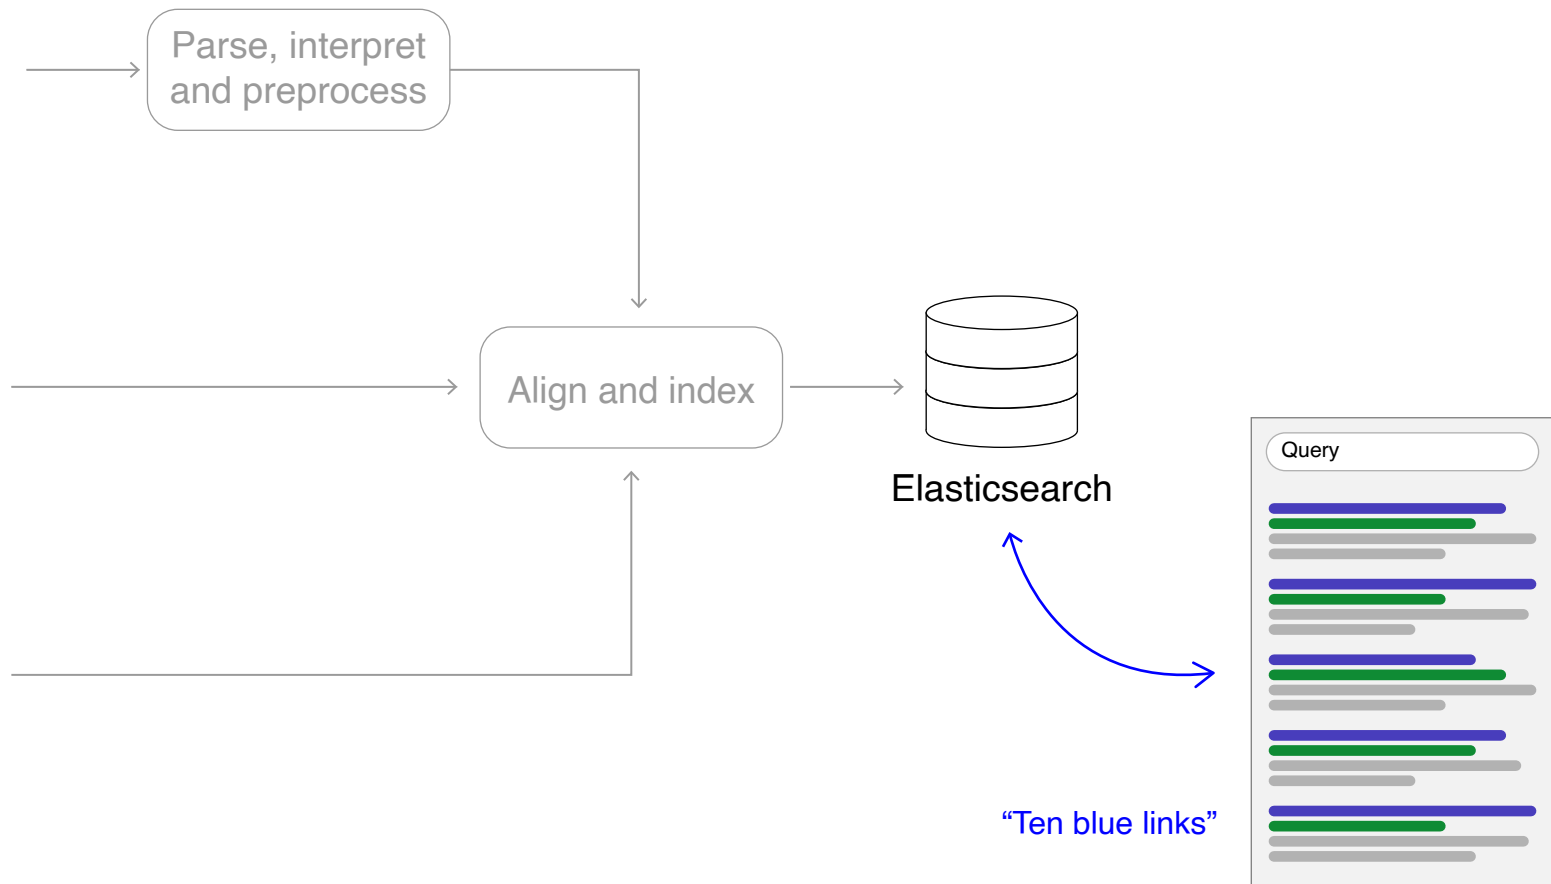 Parse, interpret
and preprocess
Align and index
Elasticsearch
Query
“Ten blue links”